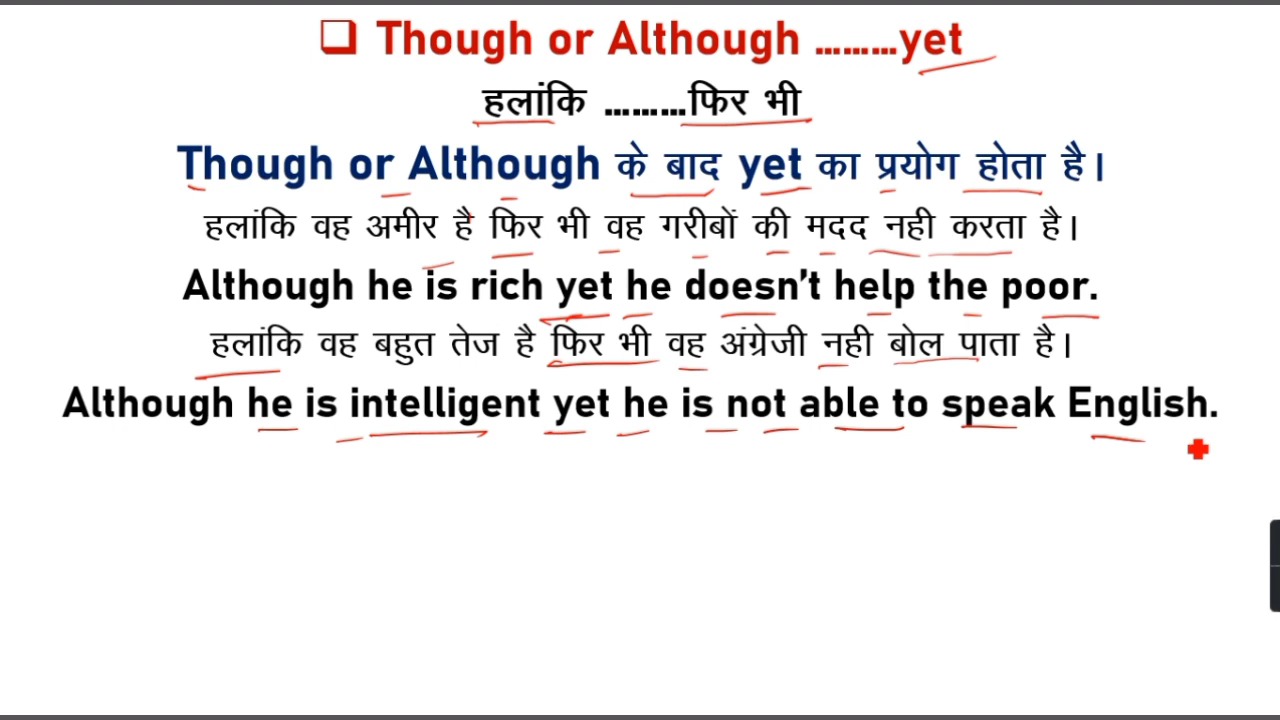 ❑ Though or Although .........yet
हलांकि .........फिर भी
Though or Although के बाद yet का प्रयोग होता है।
हलांकि वह अमीर है फिर भी वह गरीबों की मदद नही करता है।
Although he is rich yet he doesn't help the poor.
हलांकि वह बहुत तेज है फिर भी वह अंग्रेजी नही बोल पाता है।
Although he is intelligent yet he is not able to speak English.